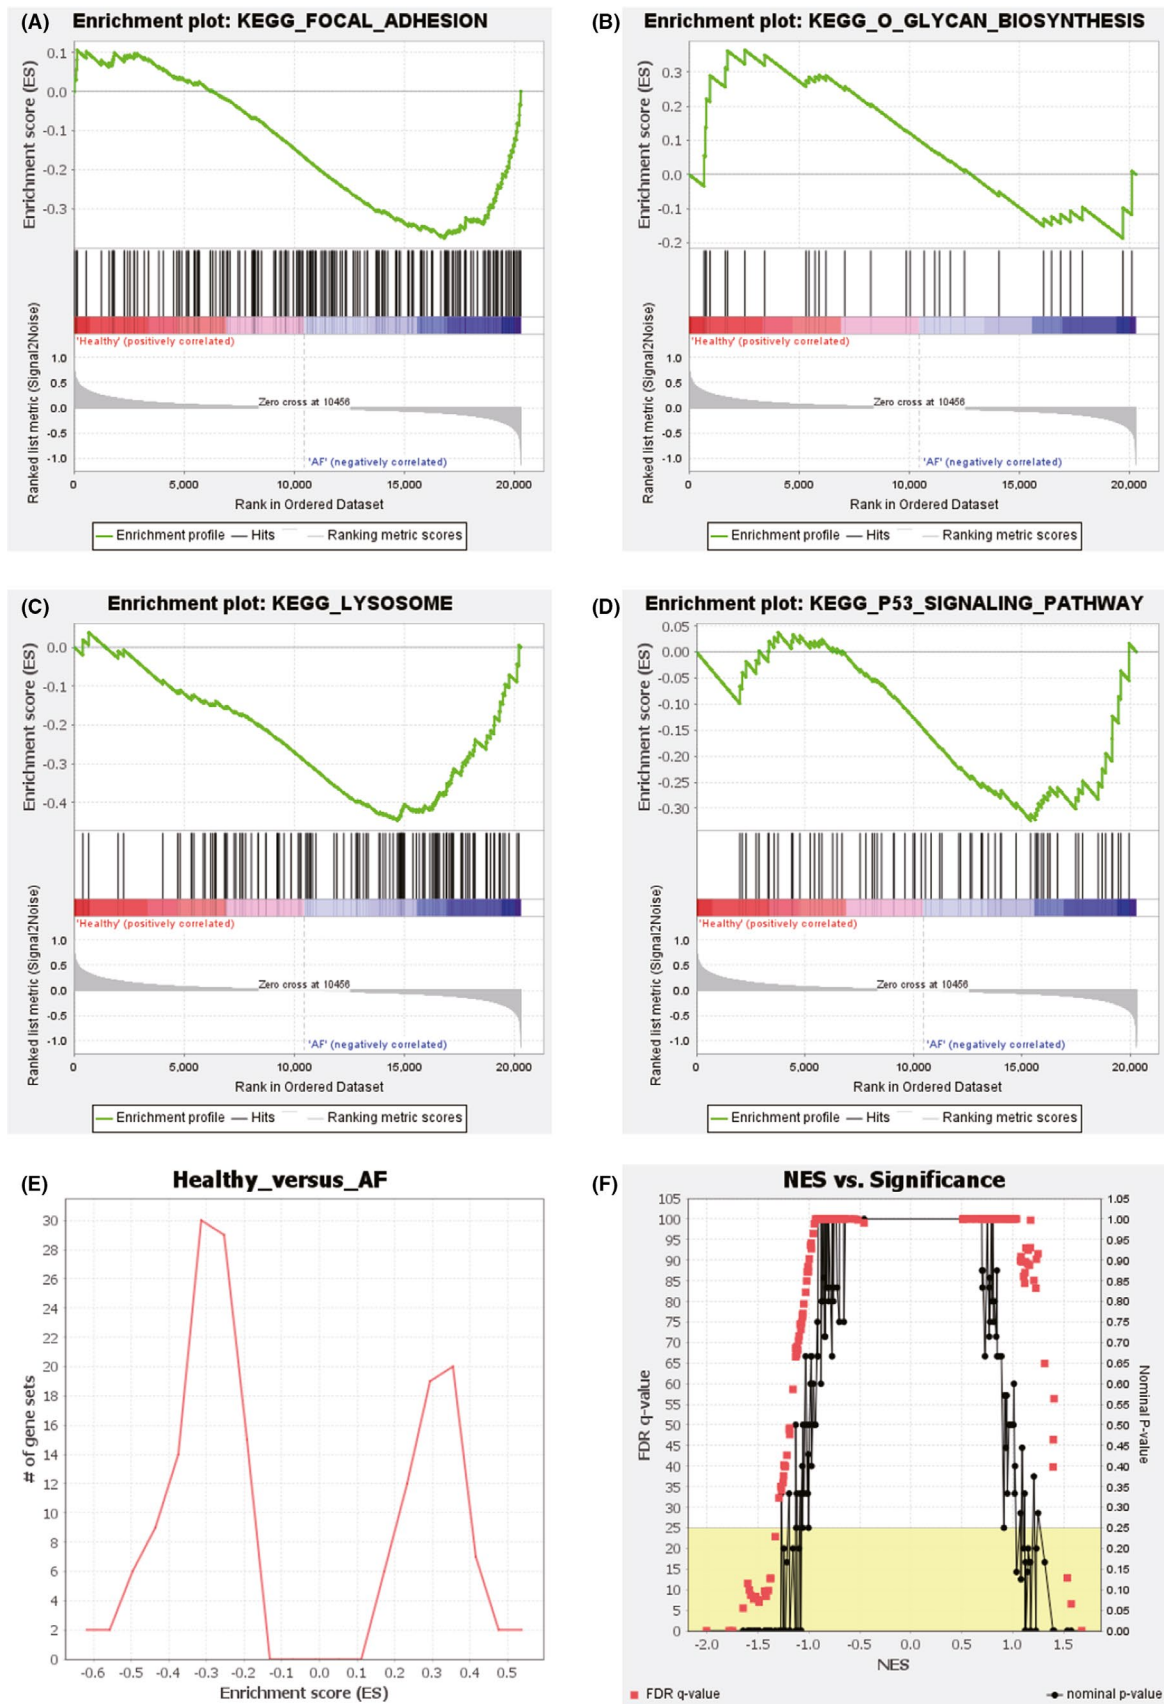 (A) Enrichment plot: KEGG_FOCAL_ADHESION
Enrichment score (ES)
0.1
0.0
-0.1
-0.2
-0.3
Ranked list metric (Signal2Noise)
'Healthy' (positively correlated)
1.0
0.5
0.0
-0.5
-1.0
Zero cross at 10456
'AF' (negatively correlated)
0 5,000 10,000 15,000 20,000
Rank in Ordered Dataset
Enrichment profile Hits Ranking metric scores
(B) Enrichment plot: KEGG_O_GLYCAN_BIOSYNTHESIS
Enrichment score (ES)
0.3
0.2
0.1
0.0
-0.1
-0.2
Ranked list metric (Signal2Noise)
'Healthy' (positively correlated)
1.0
0.5
0.0
-0.5
-1.0
Zero cross at 10456
'AF' (negatively correlated)
0 5,000 10,000 15,000 20,000
Rank in Ordered Dataset
Enrichment profile Hits Ranking metric scores
(C) Enrichment plot: KEGG_LYSOSOME
Enrichment score (ES)
0.0
-0.1
-0.2
-0.3
-0.4
Ranked list metric (Signal2Noise)
'Healthy' (positively correlated)
1.0
0.5
0.0
-0.5
-1.0
Zero cross at 10456
'AF' (negatively correlated)
0 5,000 10,000 15,000 20,000
Rank in Ordered Dataset
Enrichment profile Hits Ranking metric scores
(D) Enrichment plot: KEGG_P53_SIGNALING_PATHWAY
Enrichment score (ES)
0.05
0.00
-0.05
-0.10
-0.15
-0.20
-0.25
-0.30
Ranked list metric (Signal2Noise)
'Healthy' (positively correlated)
1.0
0.5
0.0
-0.5
-1.0
Zero cross at 10456
'AF' (negatively correlated)
0 5,000 10,000 15,000 20,000
Rank in Ordered Dataset
Enrichment profile Hits Ranking metric scores
(E) Healthy_versus_AF
# of gene sets
30
28
26
24
22
20
18
16
14
12
10
8
6
4
2
0
-0.6 -0.5 -0.4 -0.3 -0.2 -0.1 0.0 0.1 0.2 0.3 0.4 0.5
Enrichment score (ES)
(F) NES vs. Significance
FDR q-value
105
100
95
90
85
80
75
70
65
60
55
50
45
40
35
30
25
20
15
10
5
0
1.05
1.00
0.95
0.90
0.85
0.80
0.75
0.70
0.65
0.60
0.55
0.50
0.45
0.40
0.35
0.30
0.25
0.20
0.15
0.10
0.05
0.00
Nominal P-value
-2.0 -1.5 -1.0 -0.5 0.0 0.5 1.0 1.5
NES
FDR q-value nominal p-value